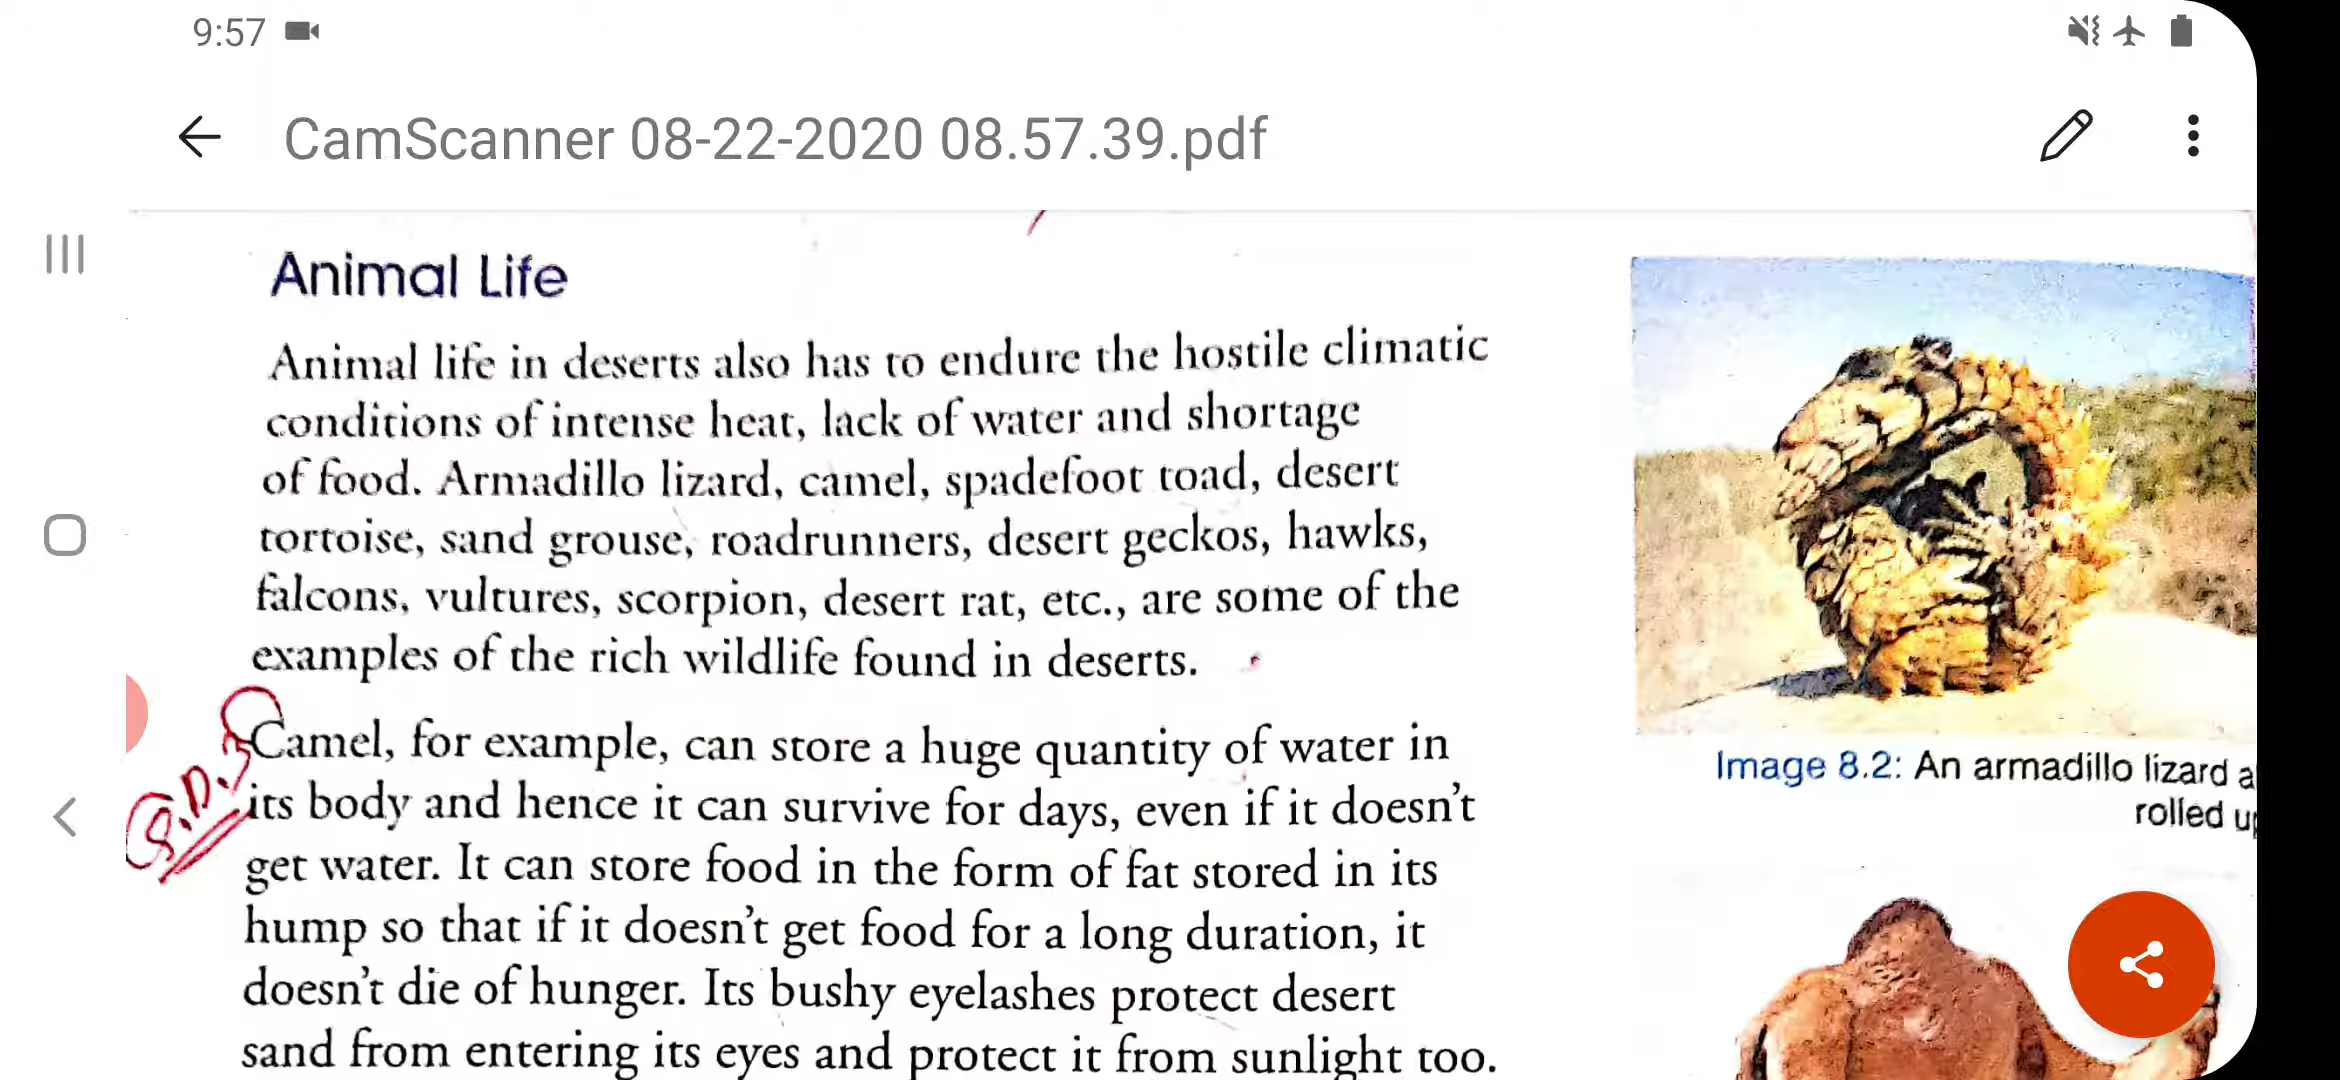 9:57
CamScanner 08-22-2020 08.57.39.pdf
Animal Life
Animal life in deserts also has to endure the hostile climatic
conditions of intense heat, lack of water and shortage
of food. Armadillo lizard, camel, spadefoot toad, desert
tortoise, sand grouse, roadrunners, desert geckos, hawks,
falcons, vultures, scorpion, desert rat, etc., are some of the
examples of the rich wildlife found in deserts.
Camel, for example, can store a huge quantity of water in
its body and hence it can survive for days, even if it doesn't
get water. It can store food in the form of fat stored in its
hump so that if it doesn't get food for a long duration, it
doesn't die of hunger. Its bushy eyelashes protect desert
sand from entering its eyes and protect it from sunlight too.
Image 8.2: An armadillo lizard a
rolled u